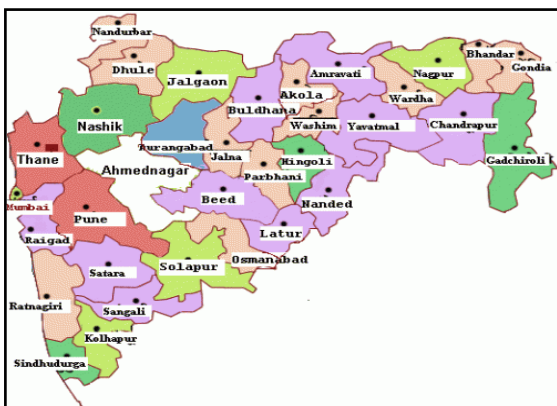 Nandurbar
Dhule
Jalgaon
Amravati
Nagpur
Bhandar
Gondia
Akola
Buldhana
Wardha
Nashik
Washim
Yavatmal
Chandrapur
Turangabad
Jalna
Hingoli
Gadchiroli
Thane
Ahmednagar
Parbhani
Mumbai
Beed
Nanded
Pune
Latur
Raigad
Osmanabad
Satara
Solapur
Ratnagiri
Sangali
Kolhapur
Sindhudurga